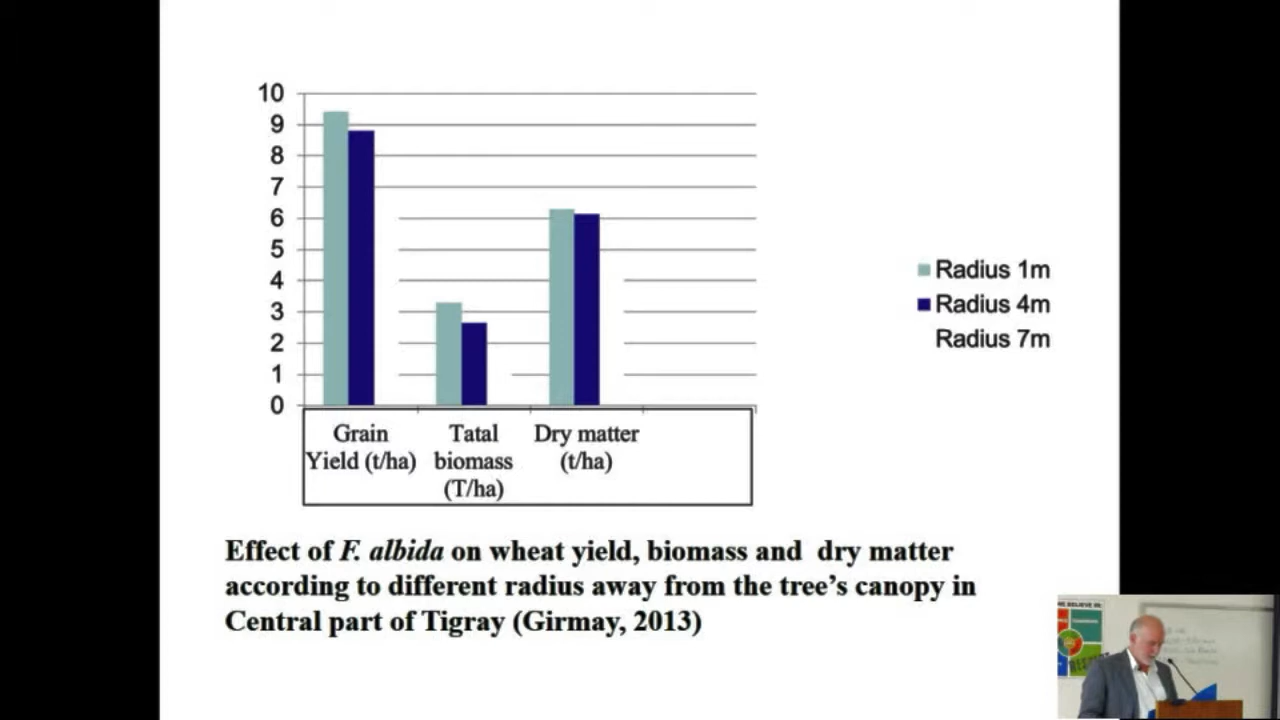 10
9
8
7
6
5
4
3
2
1
0
Grain
Yield (t/ha)
Tatal
biomass
(T/ha)
Dry matter
(t/ha)
Radius 1m
Radius 4m
Radius 7m
Effect of F. albida on wheat yield, biomass and dry matter
according to different radius away from the tree’s canopy in
Central part of Tigray (Girmay, 2013)